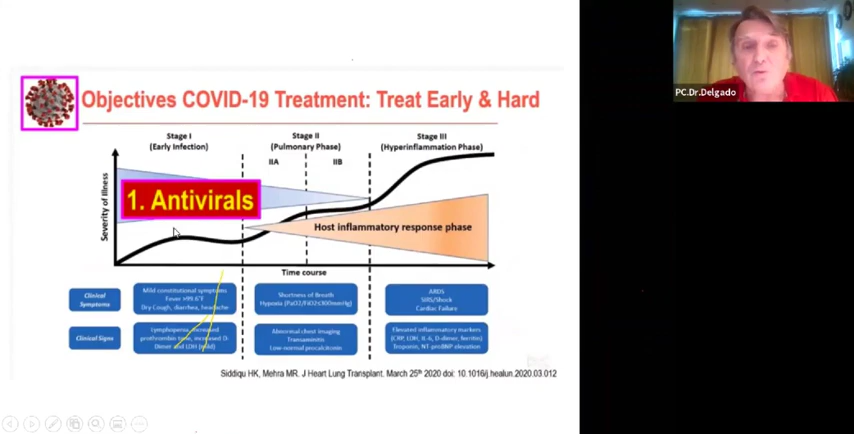 PC.Dr.Delgado
Objectives COVID-19 Treatment: Treat Early & Hard
Stage I
(Early Infection)
Stage II
(Pulmonary Phase)
Stage III
(Hyperinflammation Phase)
IIA
IIB
1. Antivirals
Severity of Illness
Host inflammatory response phase
Time course
Clinical
Symptoms
Mild constitutional symptoms
Fever >99.6°F
Dry Cough, diarrhea, headache
Shortness of Breath
Hypoxia (PaO2/FiO2≤300mmHg)
ARDS
SIRS/Shock
Cardiac Failure
Clinical Signs
Lymphopenia, increased
prothrombin time, increased D-
Dimer and LDH (mild)
Abnormal chest imaging
Transaminitis
Low-normal procalcitonin
Elevated inflammatory markers
(CRP, LDH, IL-6, D-dimer, ferritin)
Troponin, NT-proBNP elevation
Siddiqu HK, Mehra MR. J Heart Lung Transplant. March 25th 2020 doi: 10.1016/j.healun.2020.03.012